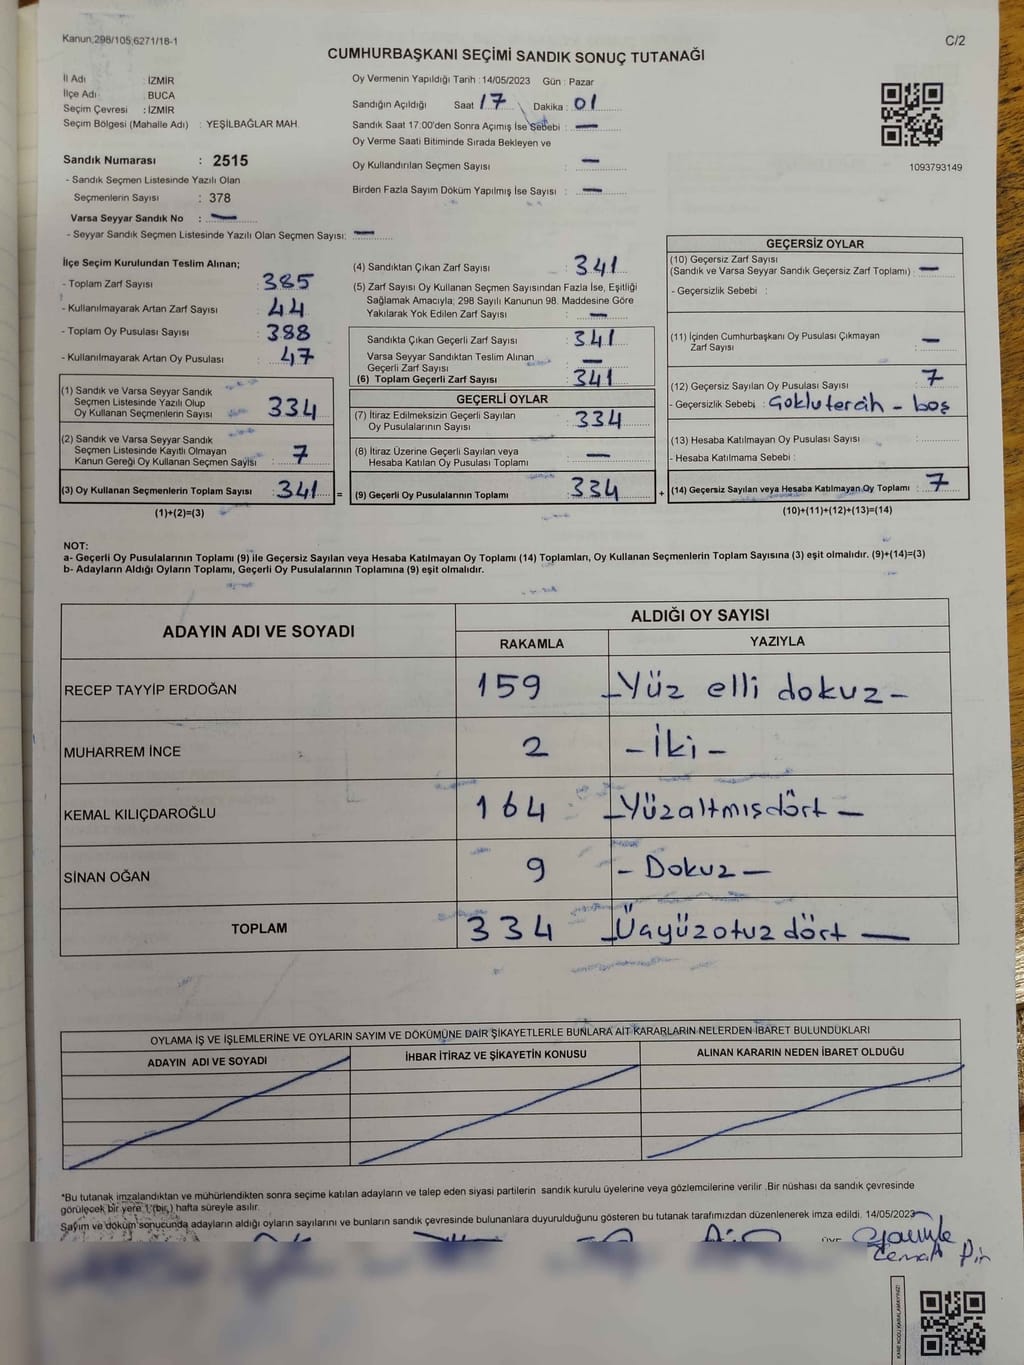 Kanun;298/105,6271/18-1
C/2
CUMHURBAŞKANI SEÇİMİ SANDIK SONUÇ TUTANAĞI
İl Adı : İZMİR
İlçe Adı : BUCA
Seçim Çevresi : İZMİR
Seçim Bölgesi (Mahalle Adı) : YEŞİLBAĞLAR MAH.
Sandık Numarası : 2515
- Sandık Seçmen Listesinde Yazılı Olan
Seçmenlerin Sayısı : 378
Varsa Seyyar Sandık No : —
- Seyyar Sandık Seçmen Listesinde Yazılı Olan Seçmen Sayısı: —
Oy Vermenin Yapıldığı Tarih : 14/05/2023 Gün : Pazar
Sandığın Açıldığı Saat 17 Dakika : 01
Sandık Saat 17:00'den Sonra Açımış İse Sebebi : —
Oy Verme Saati Bitiminde Sırada Bekleyen ve
Oy Kullandırılan Seçmen Sayısı : —
Birden Fazla Sayım Döküm Yapılmış İse Sayısı : —
1093793149
İlçe Seçim Kurulundan Teslim Alınan;
- Toplam Zarf Sayısı : 385
- Kullanılmayarak Artan Zarf Sayısı : 44
- Toplam Oy Pusulası Sayısı : 388
- Kullanılmayarak Artan Oy Pusulası : 47
(1) Sandık ve Varsa Seyyar Sandık
Seçmen Listesinde Yazılı Olup
Oy Kullanan Seçmenlerin Sayısı : 334
(2) Sandık ve Varsa Seyyar Sandık
Seçmen Listesinde Kayıtlı Olmayan
Kanun Gereği Oy Kullanan Seçmen Sayısı : 7
(3) Oy Kullanan Seçmenlerin Toplam Sayısı : 341 =
(1)+(2)=(3)
(4) Sandıktan Çıkan Zarf Sayısı : 341
(5) Zarf Sayısı Oy Kullanan Seçmen Sayısından Fazla İse, Eşitliği
Sağlamak Amacıyla; 298 Sayılı Kanunun 98. Maddesine Göre
Yakılarak Yok Edilen Zarf Sayısı : —
Sandıkta Çıkan Geçerli Zarf Sayısı : 341
Varsa Seyyar Sandıktan Teslim Alınan
Geçerli Zarf Sayısı : —
(6) Toplam Geçerli Zarf Sayısı : 341
GEÇERLİ OYLAR
(7) İtiraz Edilmeksizin Geçerli Sayılan
Oy Pusulalarının Sayısı : 334
(8) İtiraz Üzerine Geçerli Sayılan veya
Hesaba Katılan Oy Pusulası Toplamı : —
(9) Geçerli Oy Pusulalarının Toplamı : 334 +
GEÇERSİZ OYLAR
(10) Geçersiz Zarf Sayısı
(Sandık ve Varsa Seyyar Sandık Geçersiz Zarf Toplamı) : —
- Geçersizlik Sebebi :
(11) İçinden Cumhurbaşkanı Oy Pusulası Çıkmayan
Zarf Sayısı : —
(12) Geçersiz Sayılan Oy Pusulası Sayısı : 7
- Geçersizlik Sebebi : Çoklu tercih - boş
(13) Hesaba Katılmayan Oy Pusulası Sayısı :
- Hesaba Katılmama Sebebi :
(14) Geçersiz Sayılan veya Hesaba Katılmayan Oy Toplamı : 7
(10)+(11)+(12)+(13)=(14)
NOT:
a- Geçerli Oy Pusulalarının Toplamı (9) ile Geçersiz Sayılan veya Hesaba Katılmayan Oy Toplamı (14) Toplamları, Oy Kullanan Seçmenlerin Toplam Sayısına (3) eşit olmalıdır. (9)+(14)=(3)
b- Adayların Aldığı Oyların Toplamı, Geçerli Oy Pusulalarının Toplamına (9) eşit olmalıdır.
ADAYIN ADI VE SOYADI
ALDIĞI OY SAYISI
RAKAMLA YAZIYLA
RECEP TAYYİP ERDOĞAN 159 - Yüz elli dokuz -
MUHARREM İNCE 2 - İki -
KEMAL KILIÇDAROĞLU 164 - Yüzaltmışdört -
SİNAN OĞAN 9 - Dokuz -
TOPLAM 334 - Üçyüzotuzdört -
OYLAMA İŞ VE İŞLEMLERİNE VE OYLARIN SAYIM VE DÖKÜMÜNE DAİR ŞİKAYETLERLE BUNLARA AİT KARARLARIN NELERDEN İBARET BULUNDUKLARI
ADAYIN ADI VE SOYADI İHBAR İTİRAZ VE ŞİKAYETİN KONUSU ALINAN KARARIN NEDEN İBARET OLDUĞU
*Bu tutanak imzalandıktan ve mühürlendikten sonra seçime katılan adayların ve talep eden siyasi partilerin sandık kurulu üyelerine veya gözlemcilerine verilir .Bir nüshası da sandık çevresinde
görülecek bir yere 1 (bir) hafta süreyle asılır.
Sayım ve döküm sonucunda adayların aldığı oyların sayılarını ve bunların sandık çevresinde bulunanlara duyurulduğunu gösteren bu tutanak tarafımızdan düzenlenerek imza edildi. 14/05/2023